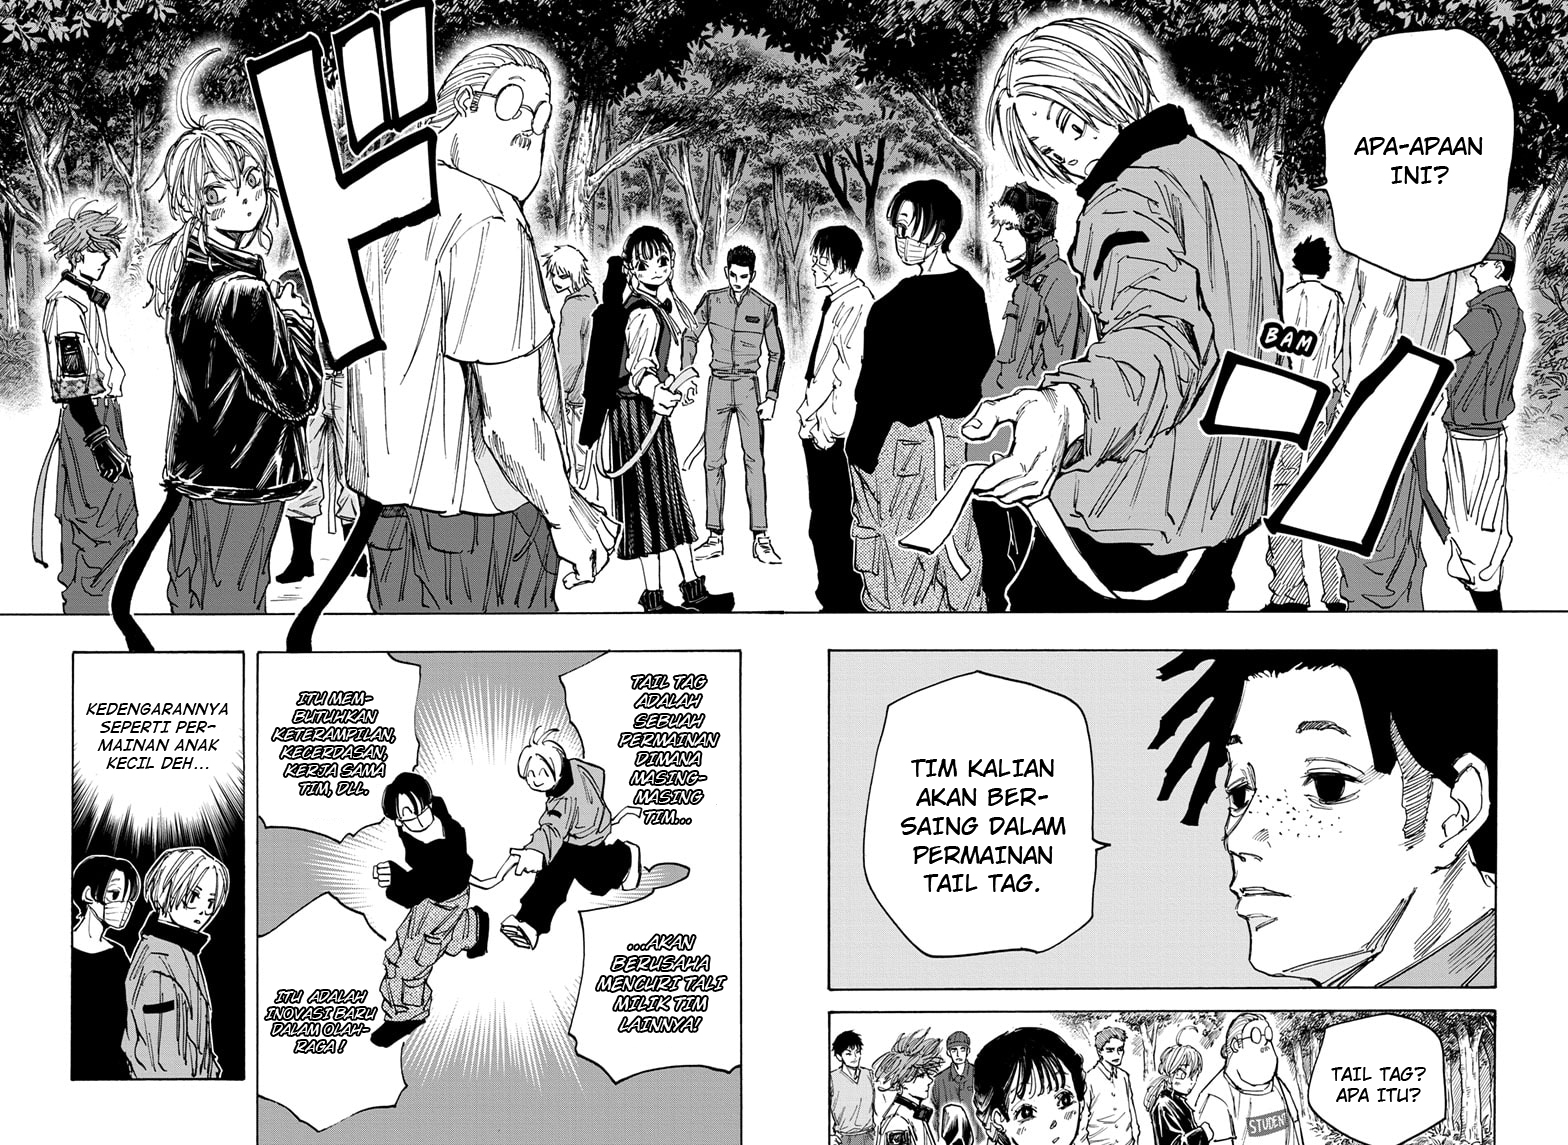 APA-APAAN
INI?
BAM
ドンッ
TIM KALIAN
AKAN BER-
SAING DALAM
PERMAINAN
TAIL TAG.
TAIL TAG?
APA ITU?
STUDENT
TAIL TAG
ADALAH
SEBUAH
PERMAINAN
DIMANA
MASING-
MASING
TIM...
...AKAN
BERUSAHA
MENCURI TALI
MILIK TIM
LAINNYA!
ITU MEM-
BUTUHKAN
KETERAMPILAN,
KECERDASAN,
KERJA SAMA
TIM, DLL.
ITU ADALAH
INOVASI BARU
DALAM OLAH-
RAGA!
KEDENGARANNYA
SEPERTI PER-
MAINAN ANAK
KECIL DEH...